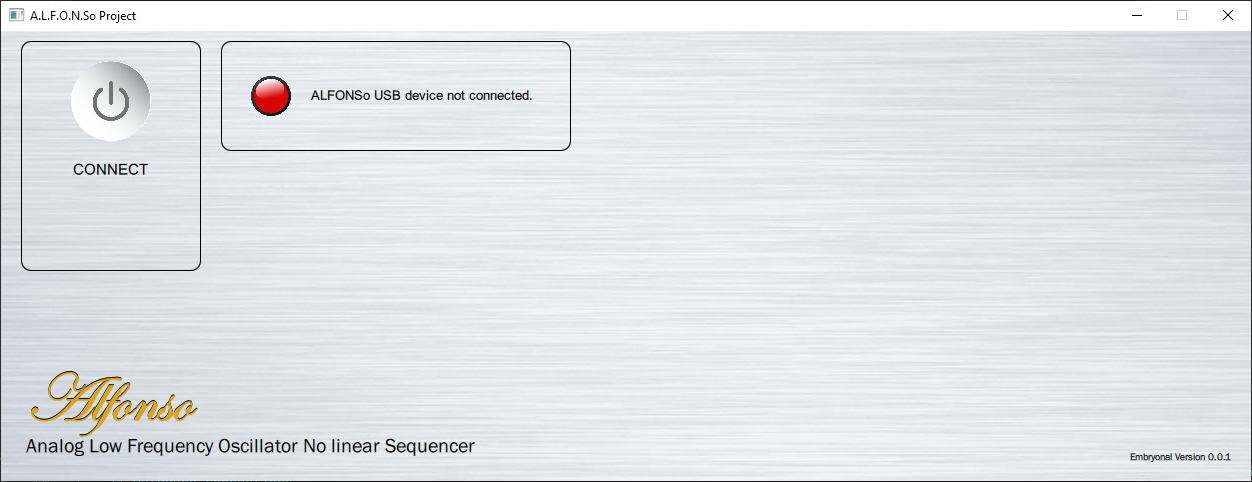 A.L.F.O.N.So Project
CONNECT
ALFONSo USB device not connected.
Alfonso
Analog Low Frequency Oscillator No linear Sequencer
Embryonal Version 0.0.1